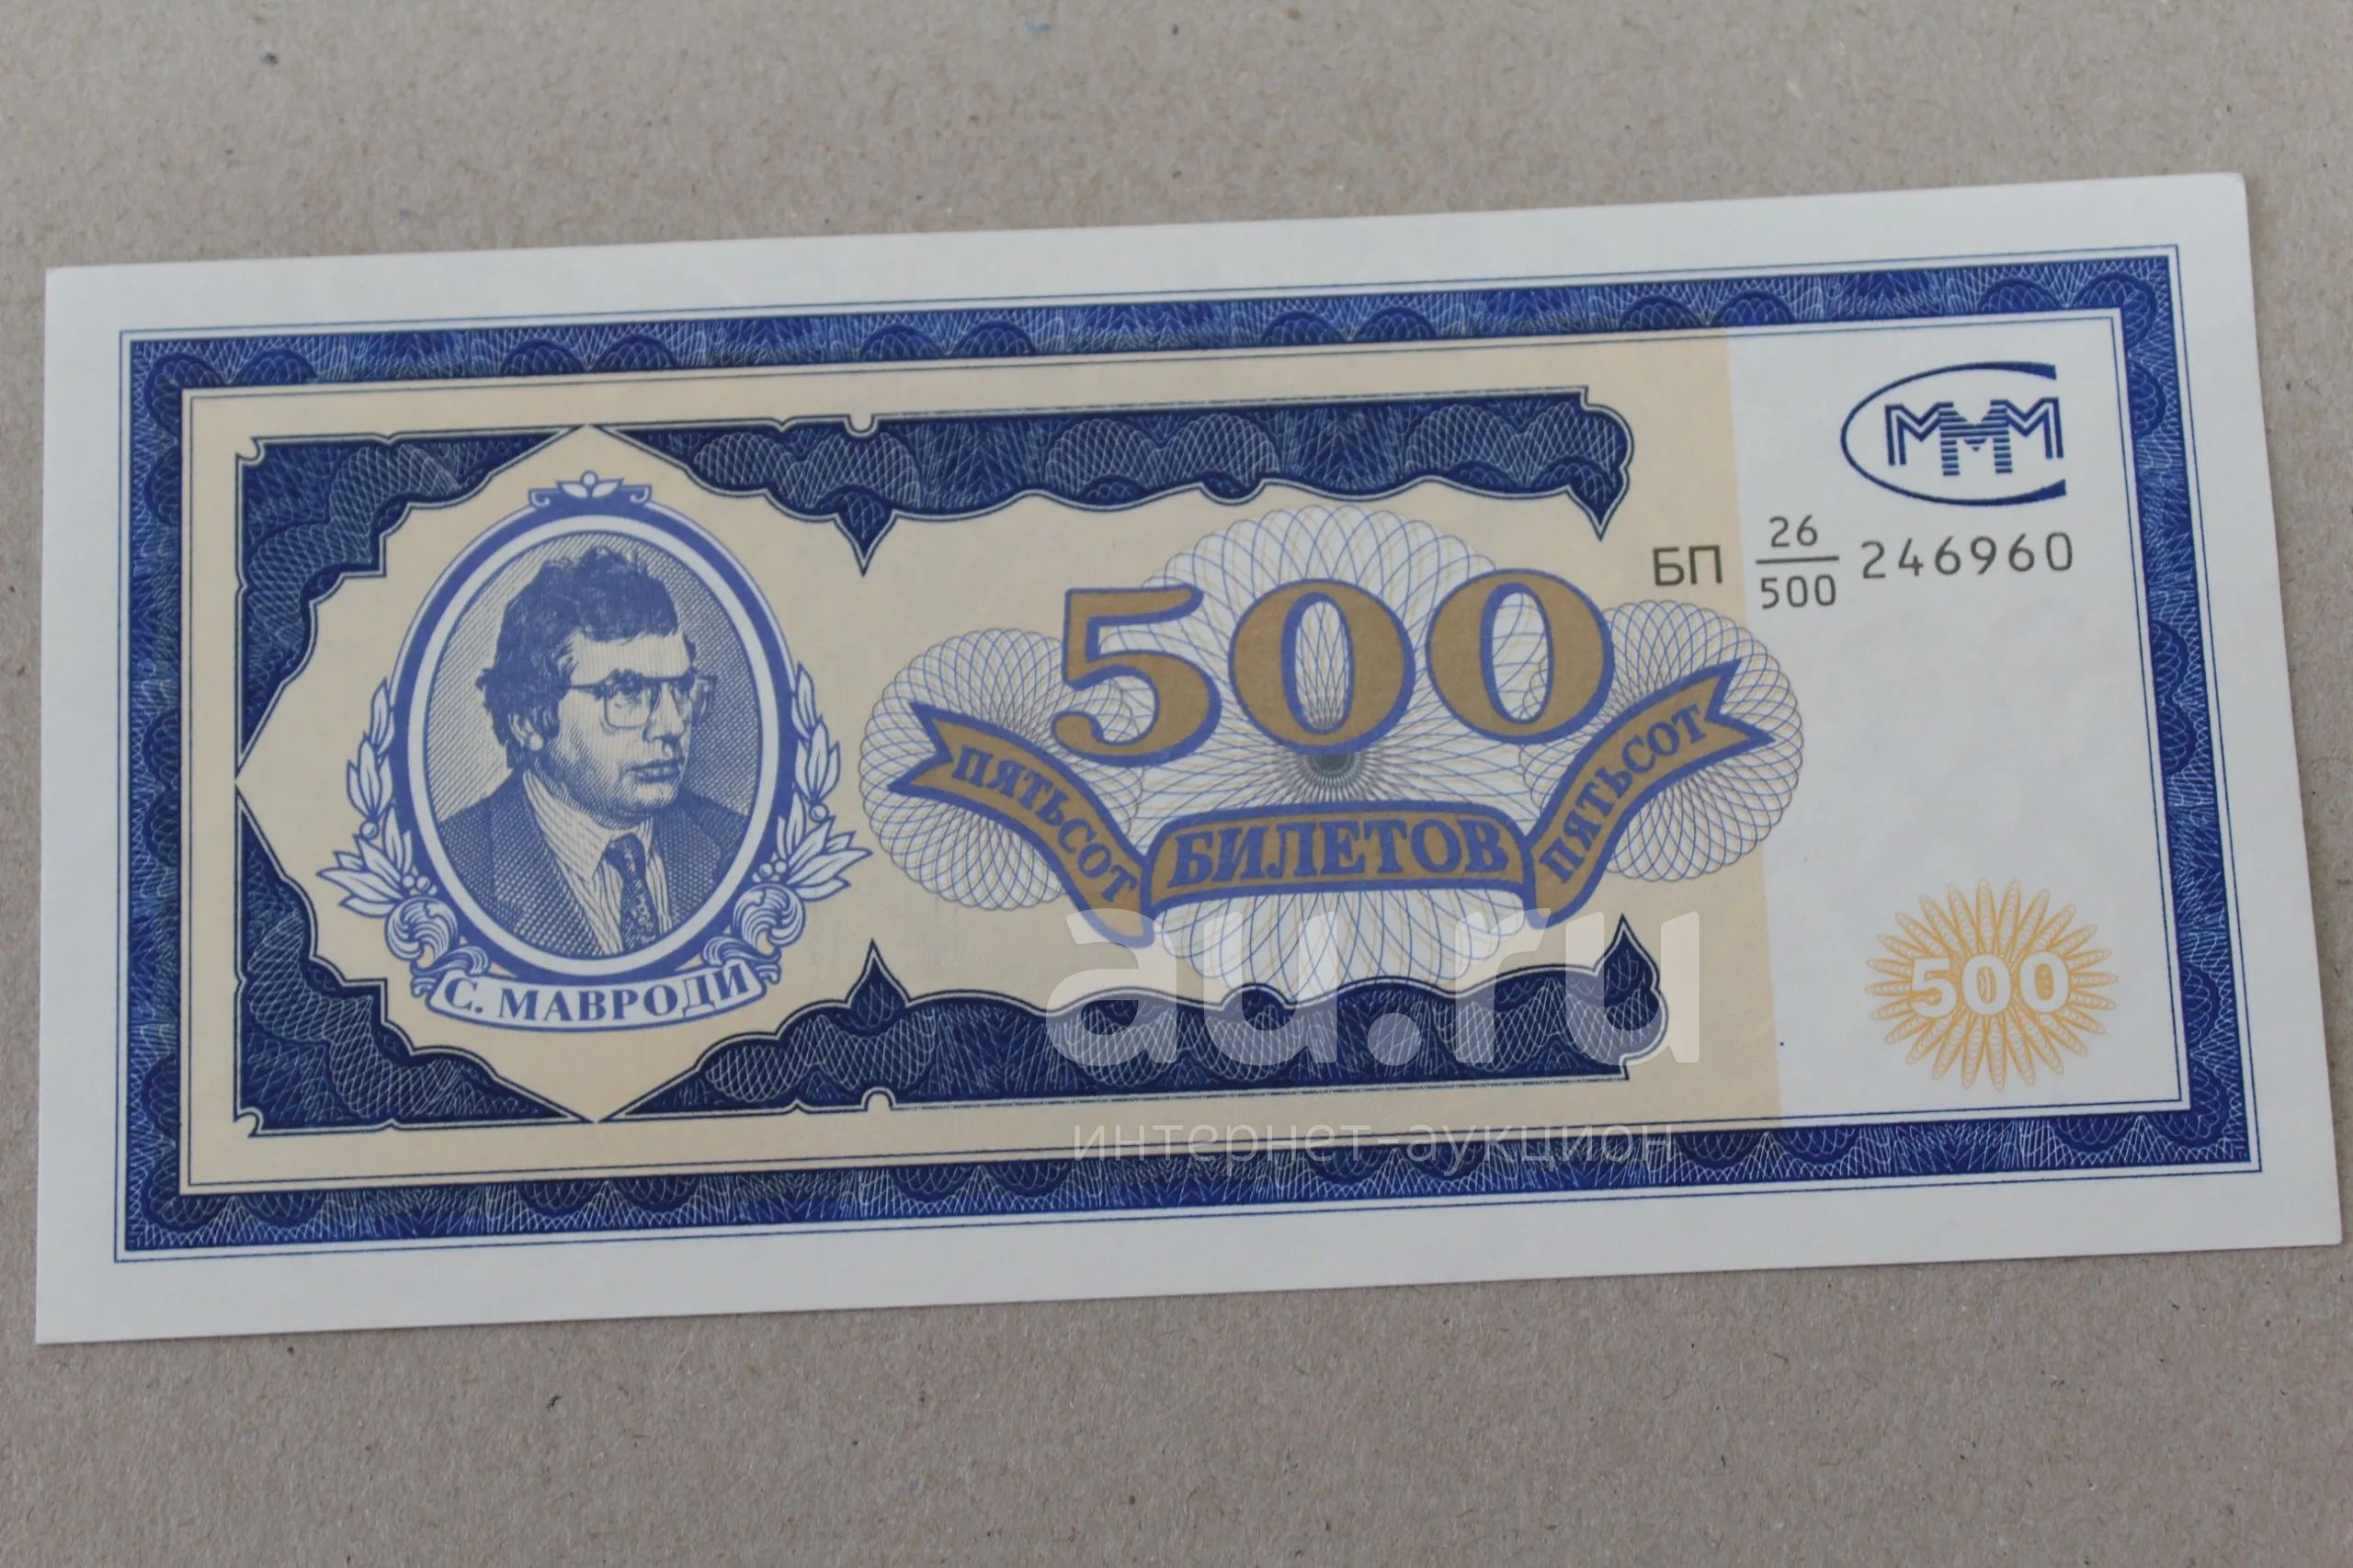 МММ
БП 26/500 246960
500
ПЯТЬСОТ БИЛЕТОВ ПЯТЬСОТ
С. МАВРОДИ
500
au.ru
интернет-аукцион